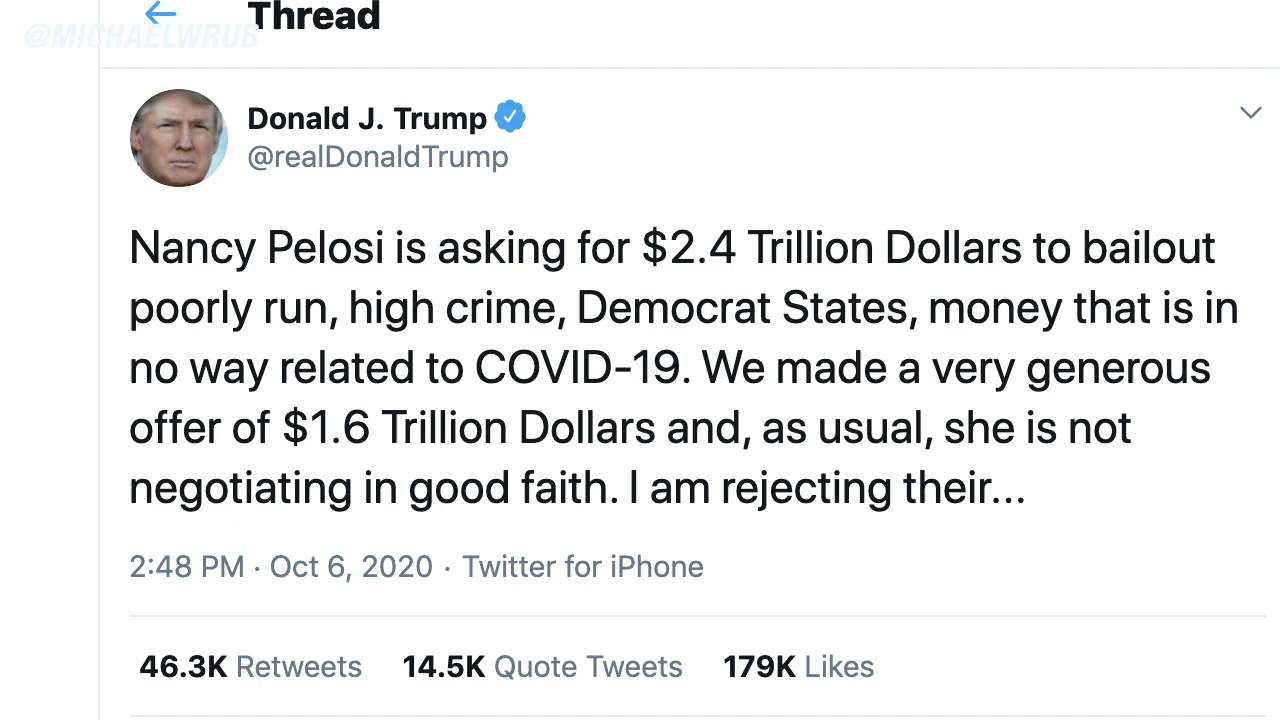 @MICHAELWRUB
Thread
Donald J. Trump
@realDonaldTrump
Nancy Pelosi is asking for $2.4 Trillion Dollars to bailout
poorly run, high crime, Democrat States, money that is in
no way related to COVID-19. We made a very generous
offer of $1.6 Trillion Dollars and, as usual, she is not
negotiating in good faith. I am rejecting their...
2:48 PM · Oct 6, 2020 · Twitter for iPhone
46.3K Retweets 14.5K Quote Tweets 179K Likes